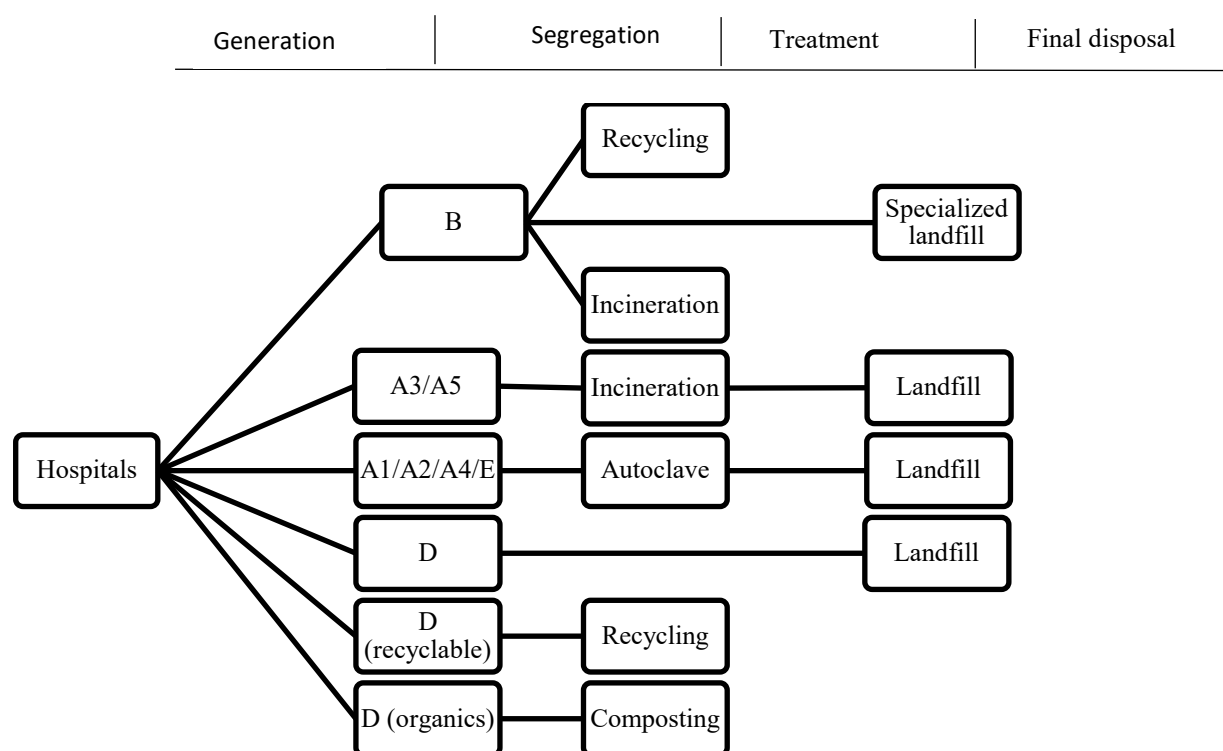 Generation
Segregation
Treatment
Final disposal
Recycling
B
Specialized
landfill
Incineration
A3/A5
Incineration
Landfill
Hospitals
A1/A2/A4/E
Autoclave
Landfill
D
Landfill
D
(recyclable)
Recycling
D (organics)
Composting